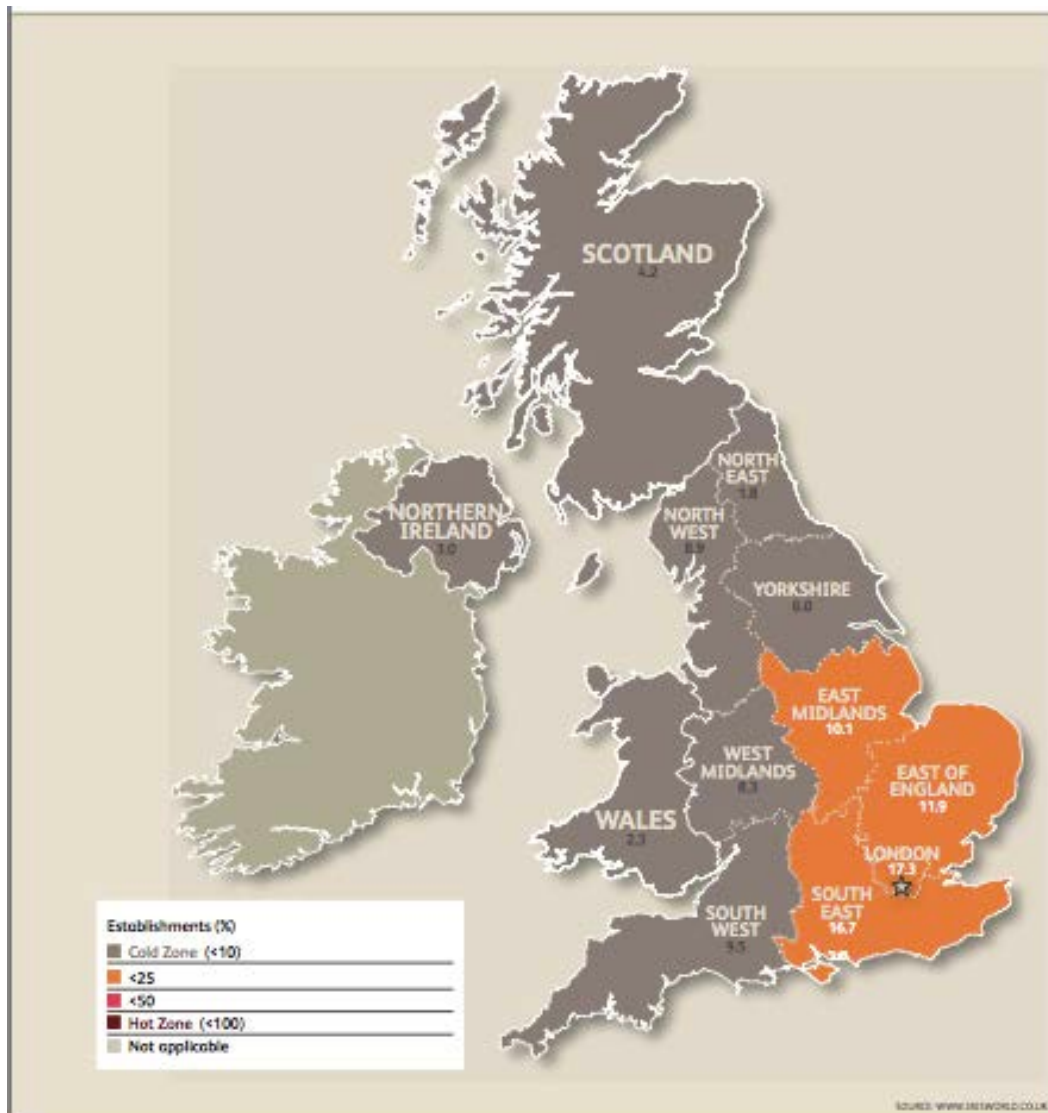 SCOTLAND
4.2
NORTH
EAST
1.8
NORTHERN
IRELAND
3.0
NORTH
WEST
8.9
YORKSHIRE
EAST
MIDLANDS
10.1
WEST
MIDLANDS
8.3
EAST OF
ENGLAND
11.9
WALES
2.3
LONDON
17.3
SOUTH
EAST
16.7
SOUTH
WEST
9.5
Establishments (%)
Cold Zone (<10)
<25
<50
Hot Zone (<100)
Not applicable